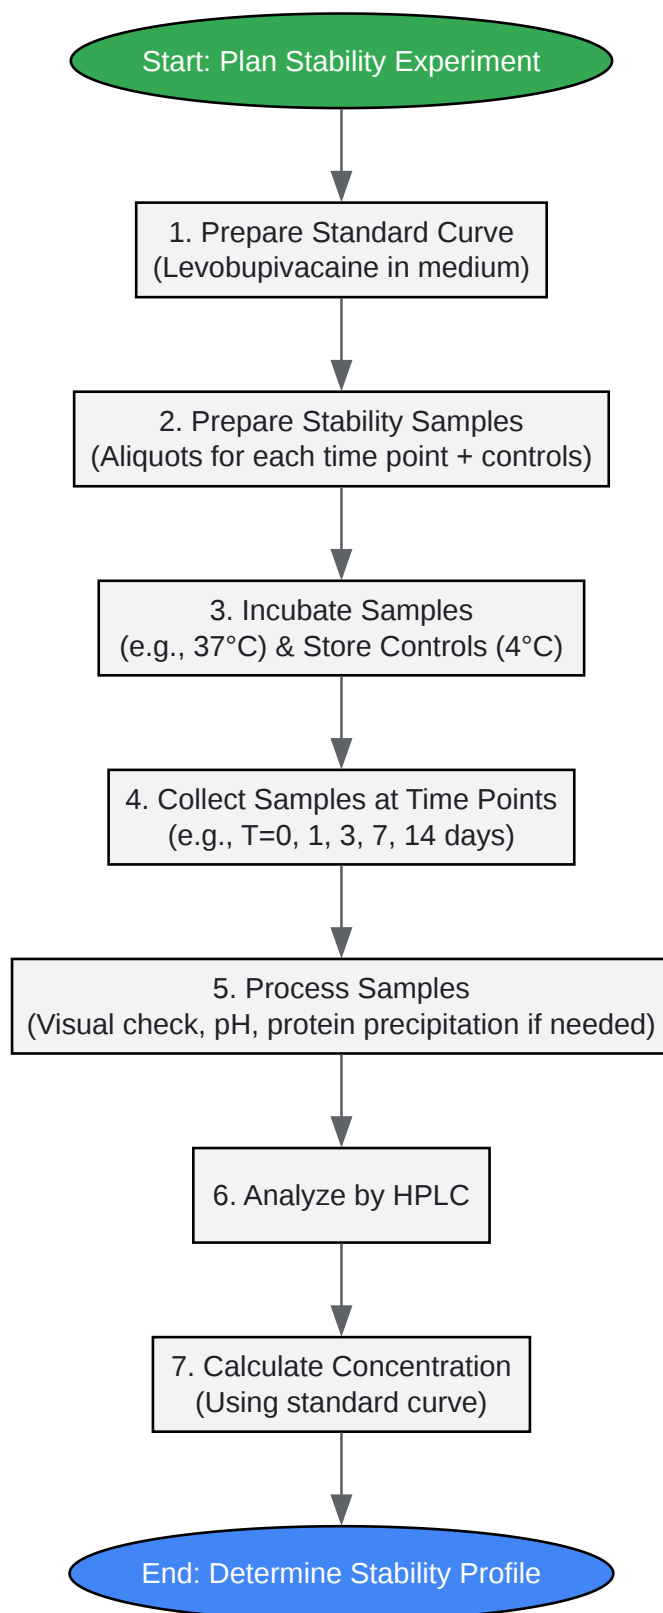 Start: Plan Stability Experiment
1. Prepare Standard Curve
(Levobupivacaine in medium)
2. Prepare Stability Samples
(Aliquots for each time point + controls)
3. Incubate Samples
(e.g., 37°C) & Store Controls (4°C)
4. Collect Samples at Time Points
(e.g., T=0, 1, 3, 7, 14 days)
5. Process Samples
(Visual check, pH, protein precipitation if needed)
6. Analyze by HPLC
7. Calculate Concentration
(Using standard curve)
End: Determine Stability Profile